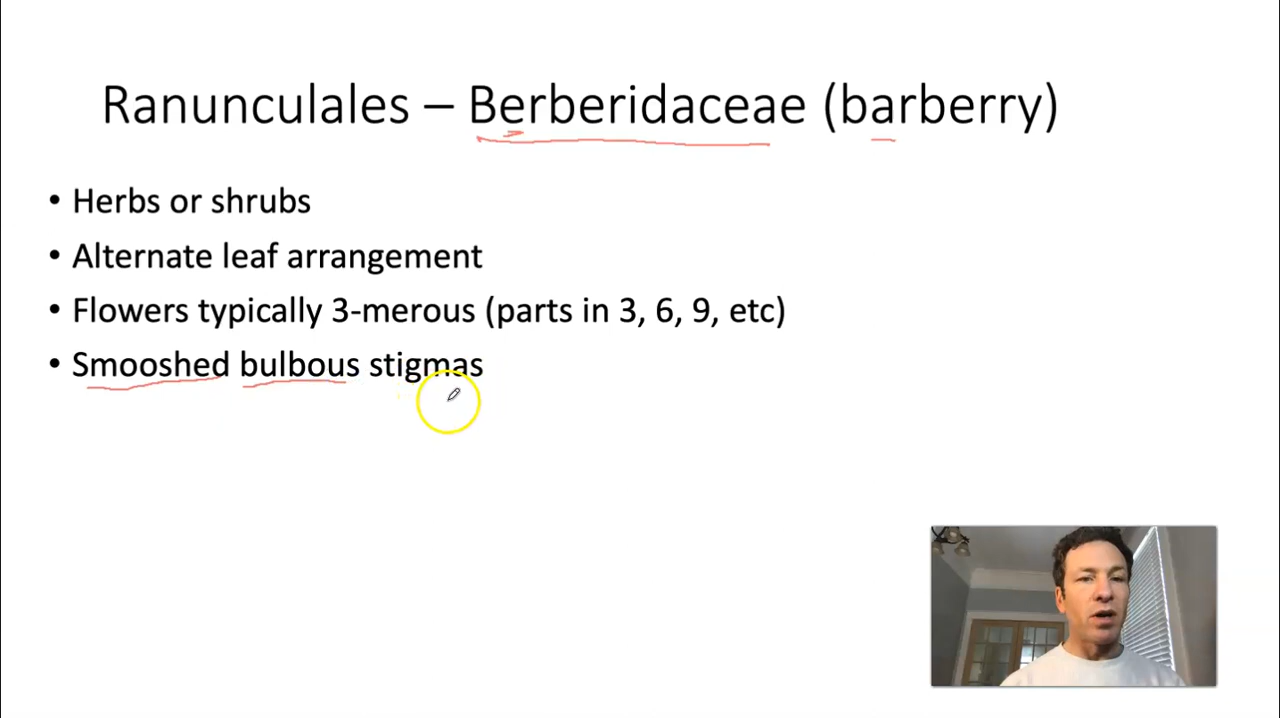 Ranunculales – Berberidaceae (barberry)
• Herbs or shrubs
• Alternate leaf arrangement
• Flowers typically 3-merous (parts in 3, 6, 9, etc)
• Smooshed bulbous stigmas